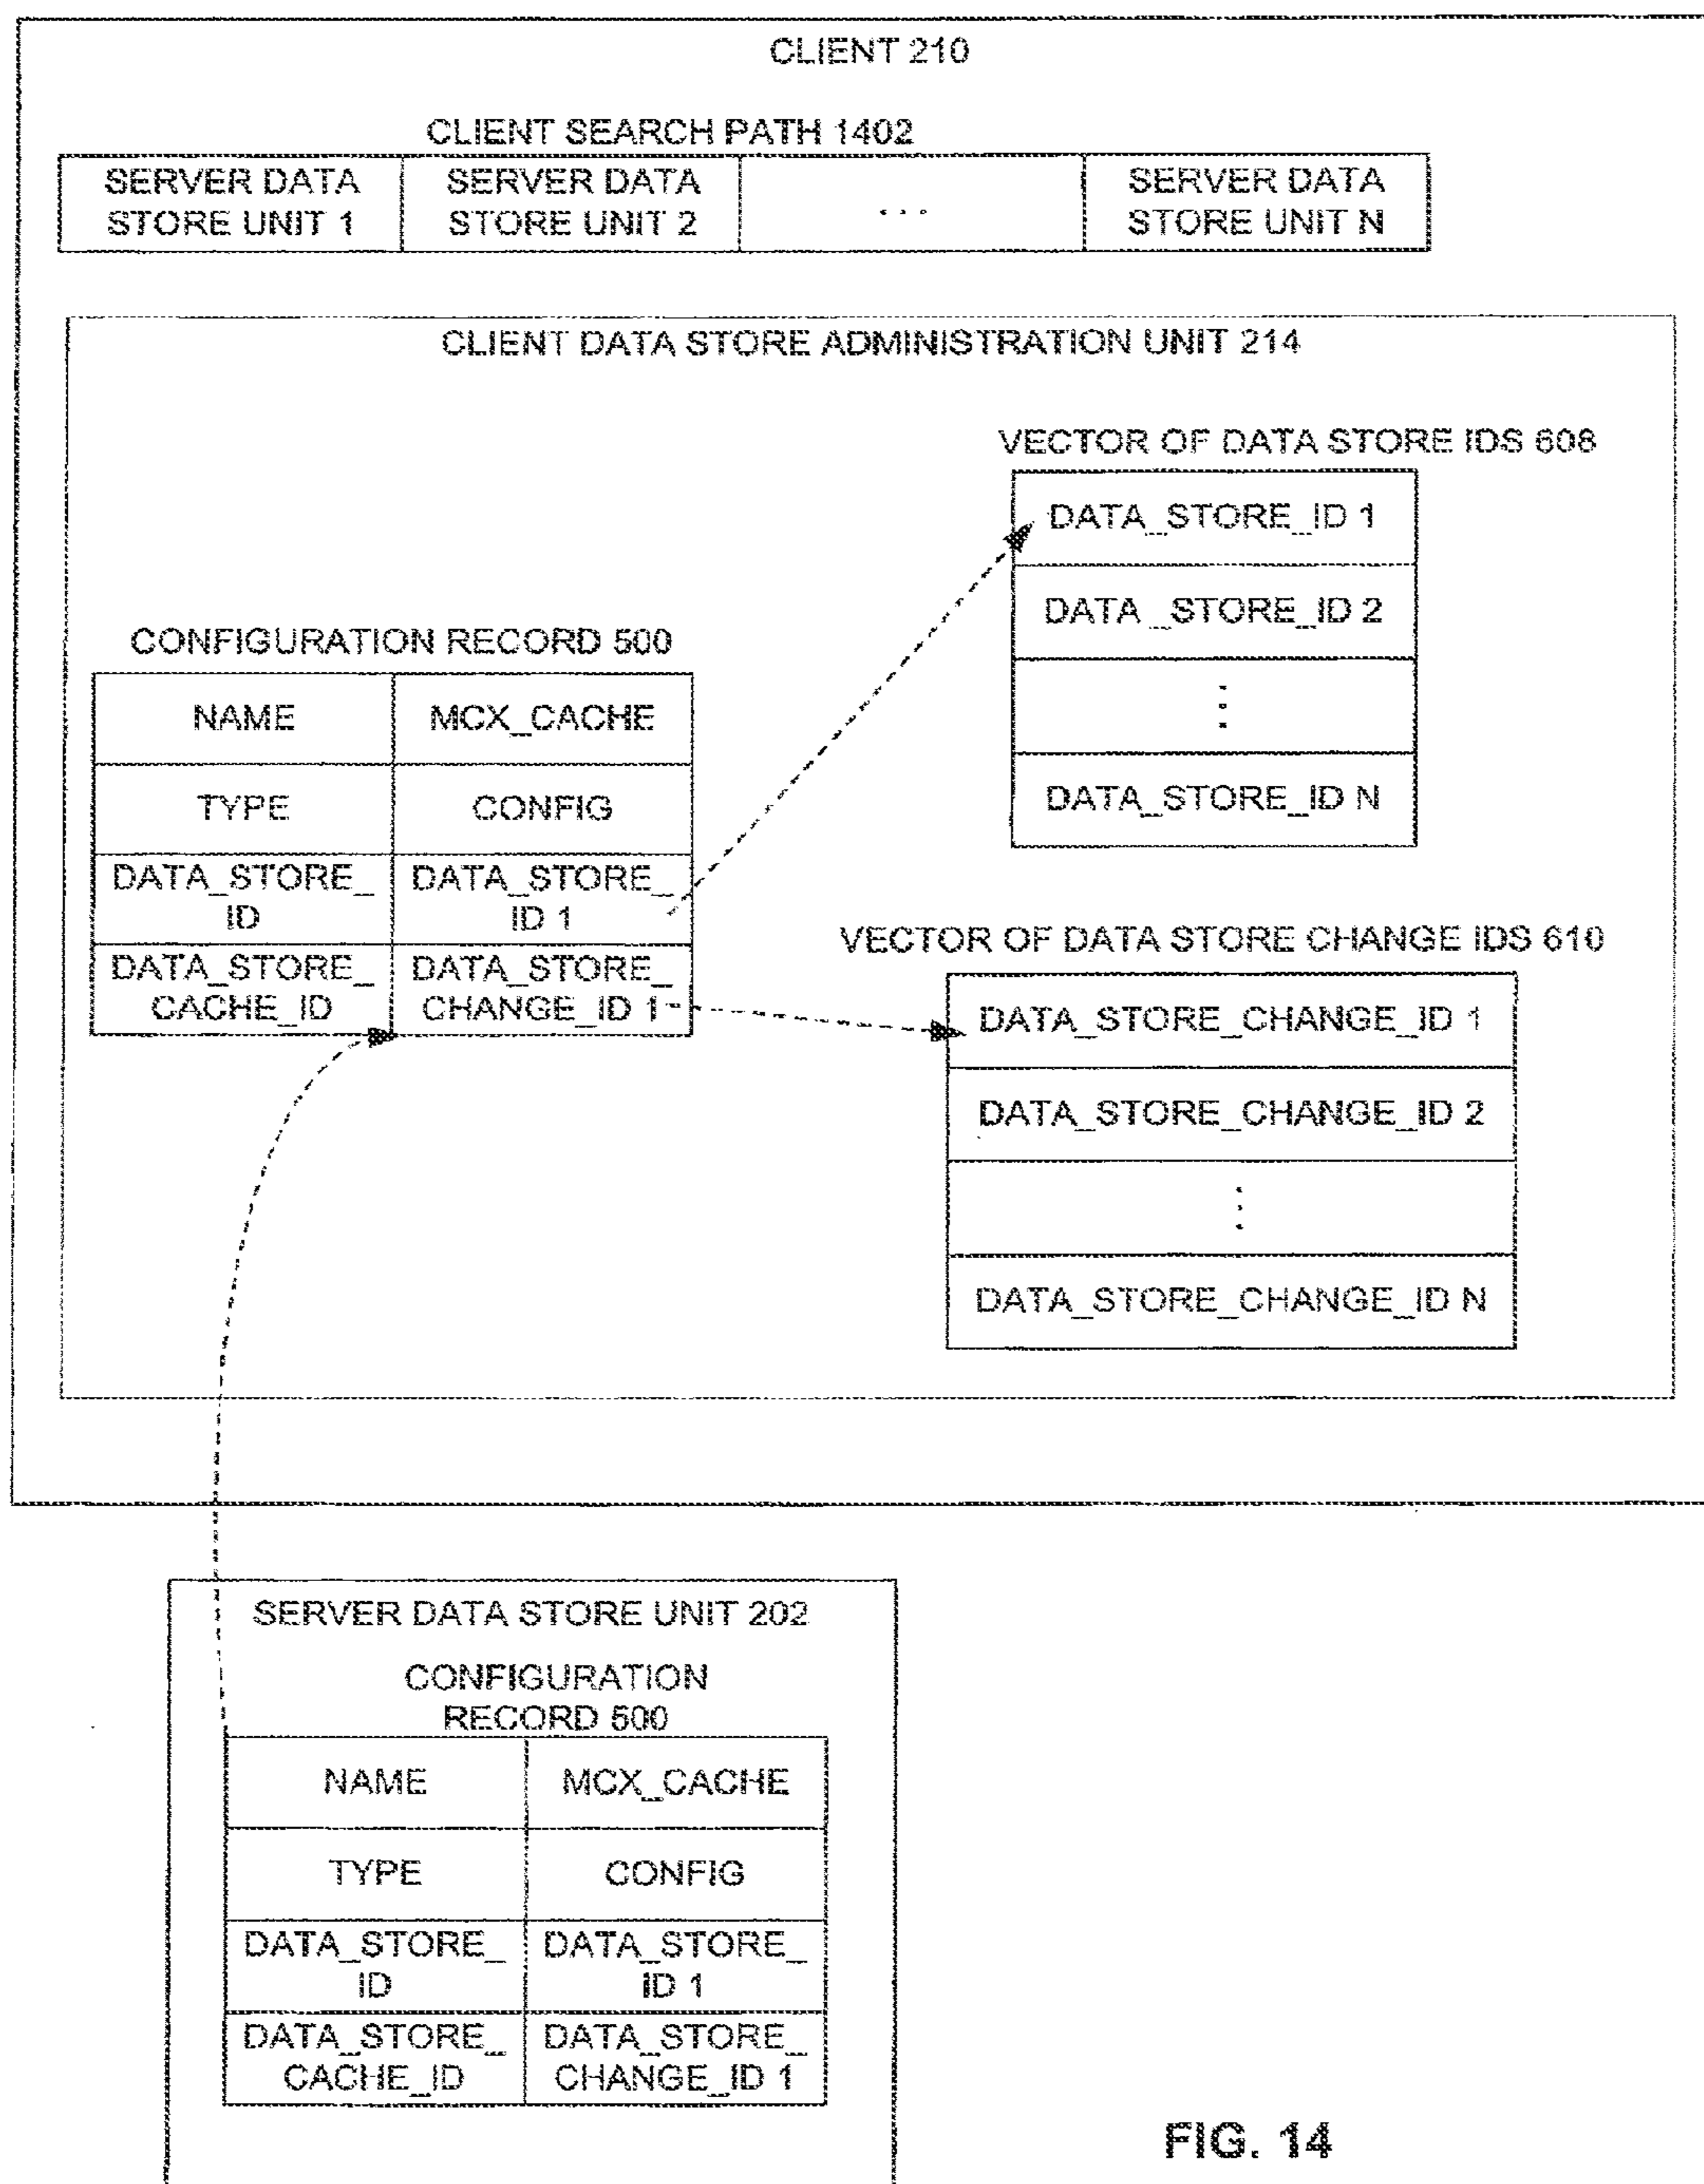 CLIENT 210
CLIENT SEARCH PATH 1402
SERVER DATA
STORE UNIT 1
SERVER DATA
STORE UNIT 2
. . .
SERVER DATA
STORE UNIT N
CLIENT DATA STORE ADMINISTRATION UNIT 214
VECTOR OF DATA STORE IDS 608
DATA_STORE_ID 1
DATA_STORE_ID 2
DATA_STORE_ID N
CONFIGURATION RECORD 500
NAME
MCX_CACHE
TYPE
CONFIG
DATA_STORE_
ID
DATA_STORE_
ID 1
DATA_STORE_
CACHE_ID
DATA_STORE_
CHANGE_ID 1
VECTOR OF DATA STORE CHANGE IDS 610
DATA_STORE_CHANGE_ID 1
DATA_STORE_CHANGE_ID 2
DATA_STORE_CHANGE_ID N
SERVER DATA STORE UNIT 202
CONFIGURATION
RECORD 500
NAME
MCX_CACHE
TYPE
CONFIG
DATA_STORE_
ID
DATA_STORE_
ID 1
DATA_STORE_
CACHE_ID
DATA_STORE_
CHANGE_ID 1
FIG. 14